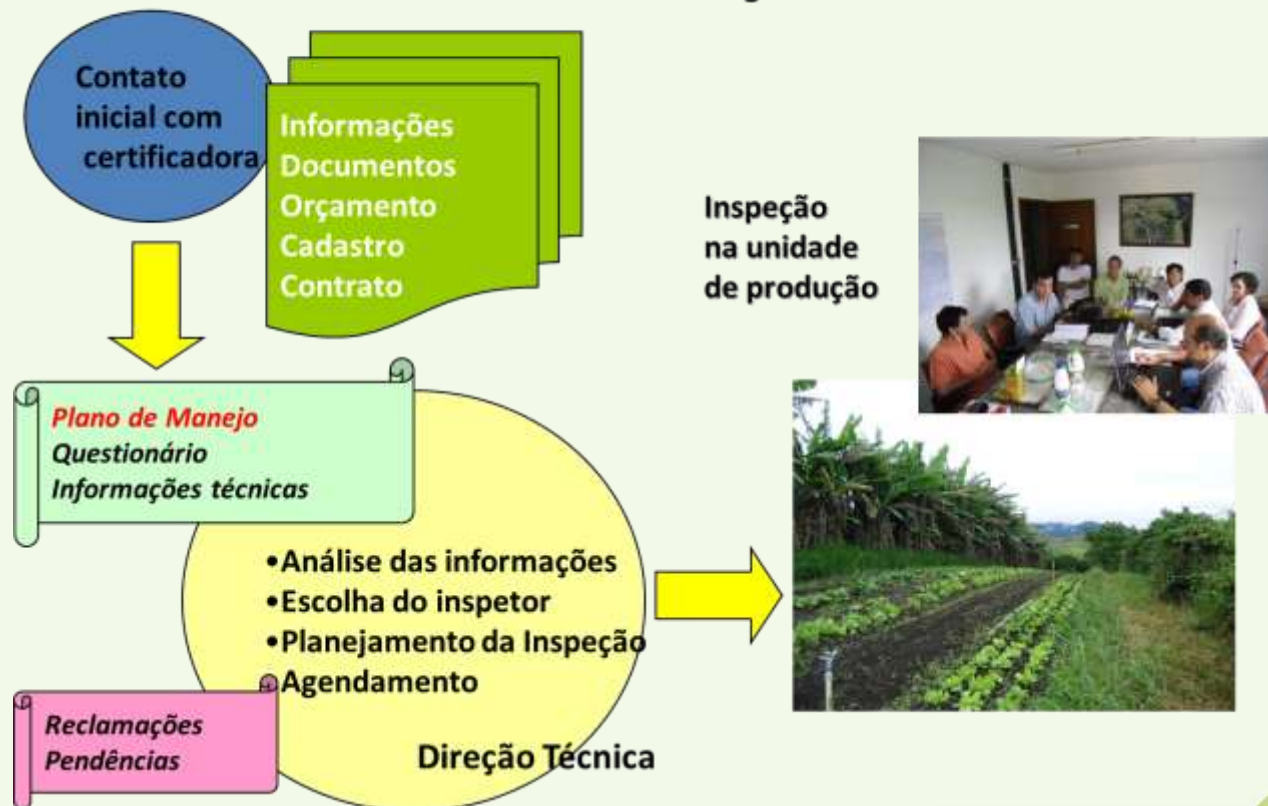 Contato
inicial com
certificadora
Informações
Documentos
Orçamento
Cadastro
Contrato
Inspeção
na unidade
de produção
Plano de Manejo
Questionário
Informações técnicas
•Análise das informações
•Escolha do inspetor
•Planejamento da Inspeção
•Agendamento
Reclamações
Pendências
Direção Técnica